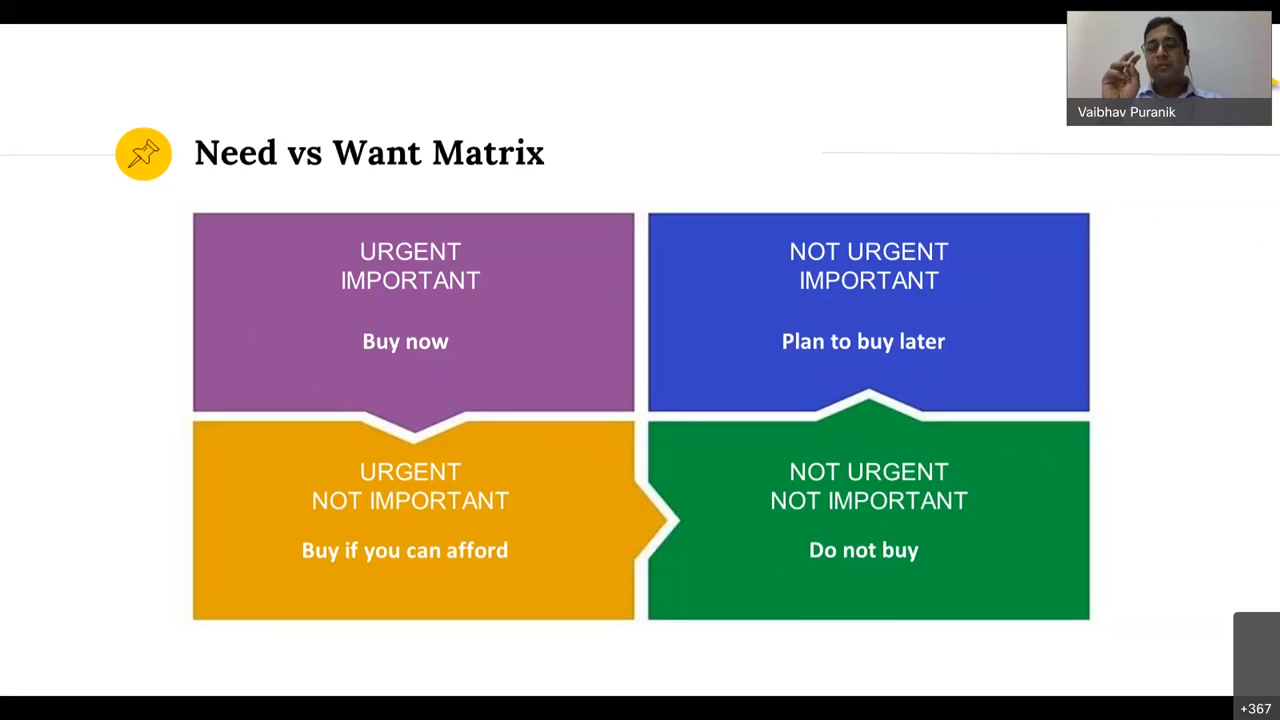 Vaibhav Puranik
Need vs Want Matrix
URGENT
IMPORTANT
Buy now
NOT URGENT
IMPORTANT
Plan to buy later
URGENT
NOT IMPORTANT
Buy if you can afford
NOT URGENT
NOT IMPORTANT
Do not buy
+367